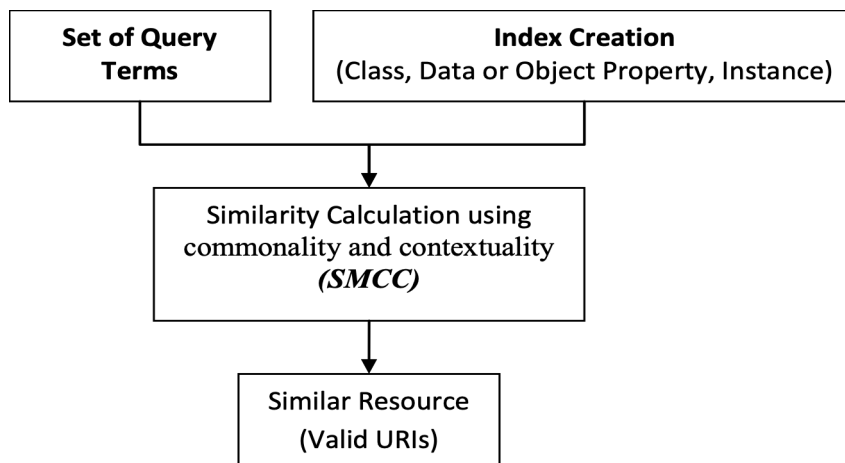 Set of Query
Terms
Index Creation
(Class, Data or Object Property, Instance)
Similarity Calculation using
commonality and contextuality
(SMCC)
Similar Resource
(Valid URIs)